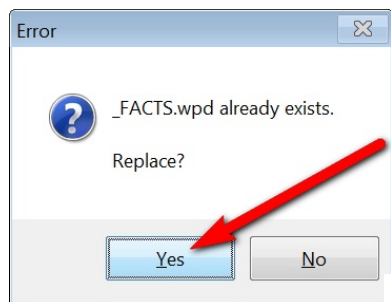 Error
_FACTS.wpd already exists.
Replace?
Yes
No